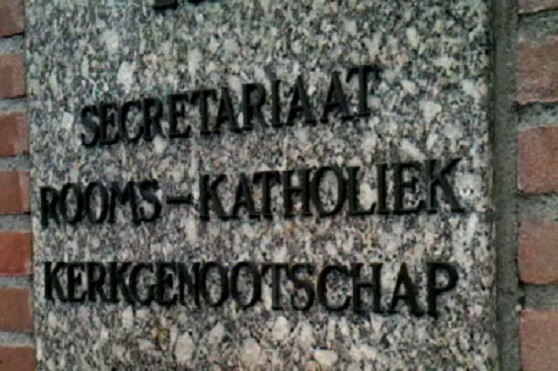 SECRETARIAAT
ROOMS-KATHOLIEK
KERKGENOOTSCHAP